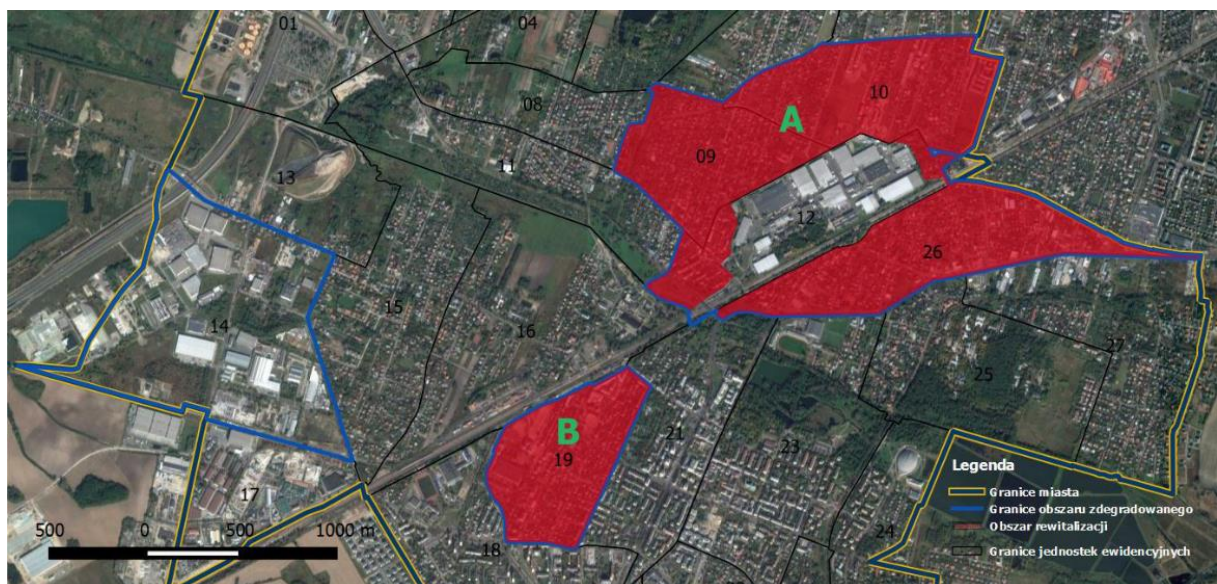 01
04
08
10
A
09
11
13
12
26
15
14
16
27
25
B
19
21
23
17
18
24
Legenda
Granice miasta
Granice obszaru zdegradowanego
Obszar rewitalizacji
Granice jednostek ewidencyjnych
500 0 500 1000 m